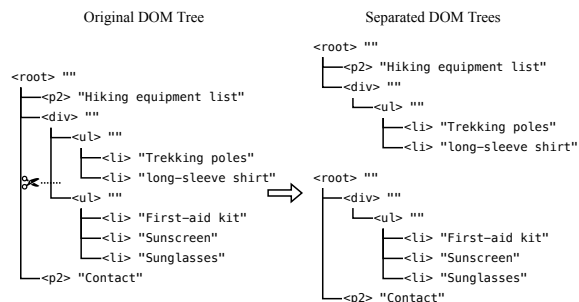 Original DOM Tree
<root> ""
<p2> "Hiking equipment list"
<div> ""
<ul> ""
<li> "Trekking poles"
<li> "long-sleeve shirt"
<ul> ""
<li> "First-aid kit"
<li> "Sunscreen"
<li> "Sunglasses"
<p2> "Contact"
Separated DOM Trees
<root> ""
<p2> "Hiking equipment list"
<div> ""
<ul> ""
<li> "Trekking poles"
<li> "long-sleeve shirt"
<root> ""
<div> ""
<ul> ""
<li> "First-aid kit"
<li> "Sunscreen"
<li> "Sunglasses"
<p2> "Contact"